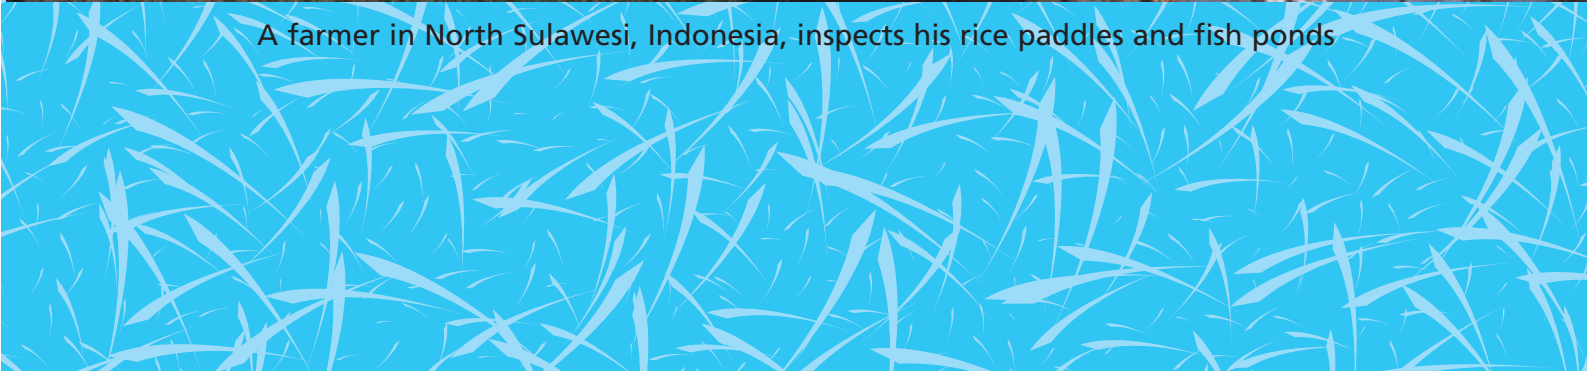 A farmer in North Sulawesi, Indonesia, inspects his rice paddles and fish ponds